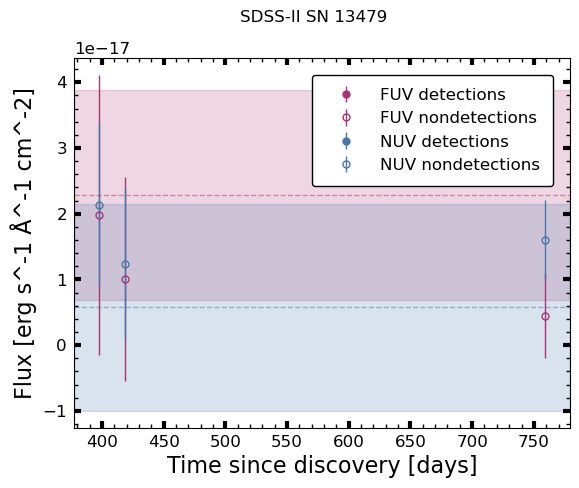 SDSS-II SN 13479
1e−17
FUV detections
FUV nondetections
NUV detections
NUV nondetections
4
3
2
1
0
−1
Flux [erg s^-1 Å^-1 cm^-2]
400 450 500 550 600 650 700 750
Time since discovery [days]